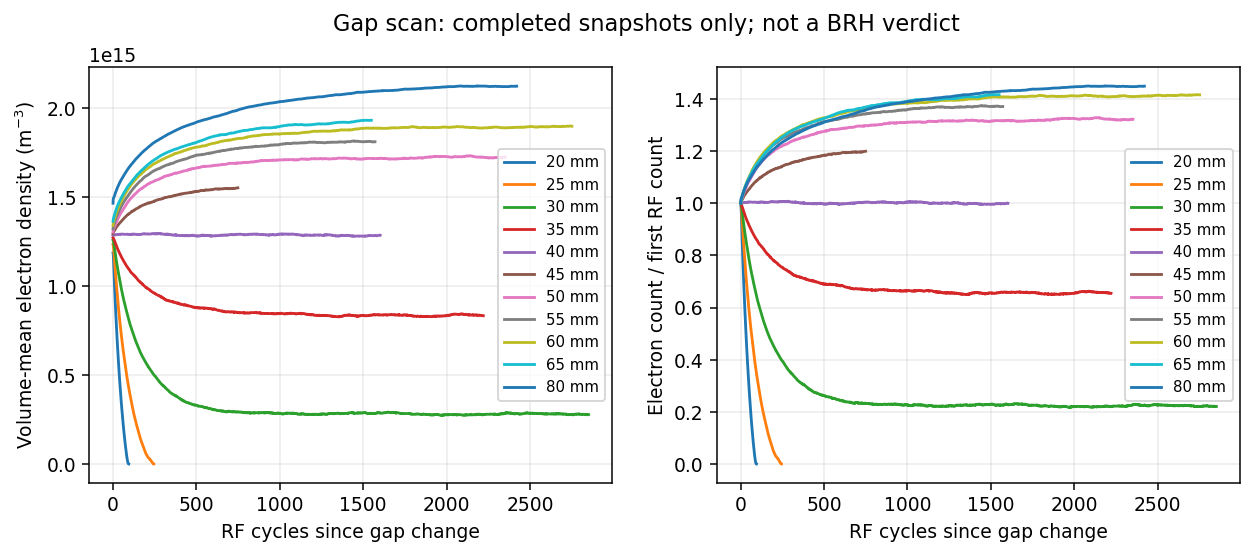 Gap scan: completed snapshots only; not a BRH verdict
1e15
Volume-mean electron density (m⁻³)
2.0
1.5
1.0
0.5
0.0
0
500
1000
1500
2000
2500
RF cycles since gap change
20 mm
25 mm
30 mm
35 mm
40 mm
45 mm
50 mm
55 mm
60 mm
65 mm
80 mm
Electron count / first RF count
1.4
1.2
1.0
0.8
0.6
0.4
0.2
0.0
0
500
1000
1500
2000
2500
RF cycles since gap change
20 mm
25 mm
30 mm
35 mm
40 mm
45 mm
50 mm
55 mm
60 mm
65 mm
80 mm